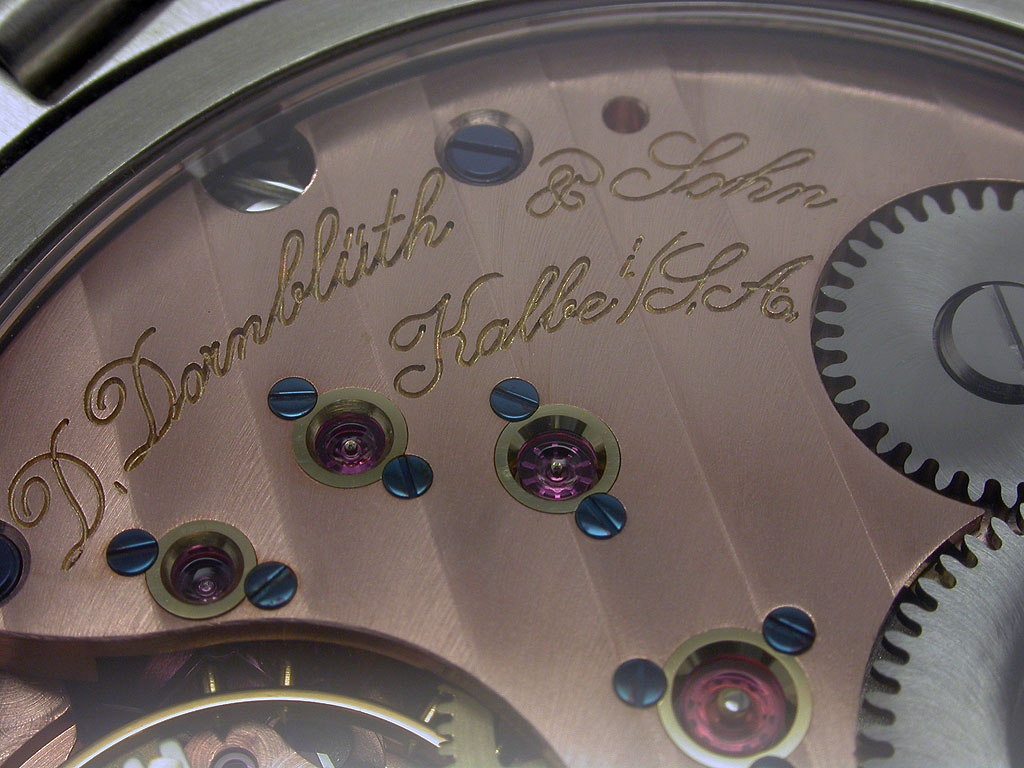 D. Dornblüth & Sohn
Kalbe i/S.A.